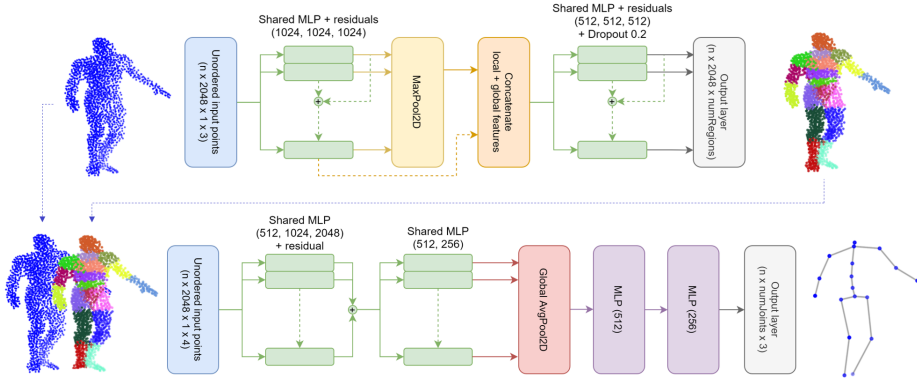 Shared MLP + residuals
(1024, 1024, 1024)
Shared MLP + residuals
(512, 512, 512)
+ Dropout 0.2
Unordered input points
(n x 2048 x 1 x 3)
MaxPool2D
Concatenate
local + global features
Output layer
(n x 2048 x numRegions)
Shared MLP
(512, 1024, 2048)
+ residual
Shared MLP
(512, 256)
Unordered input points
(n x 2048 x 1 x 4)
Global AvgPool2D
MLP (512)
MLP (256)
Output layer
(n x numJoints x 3)